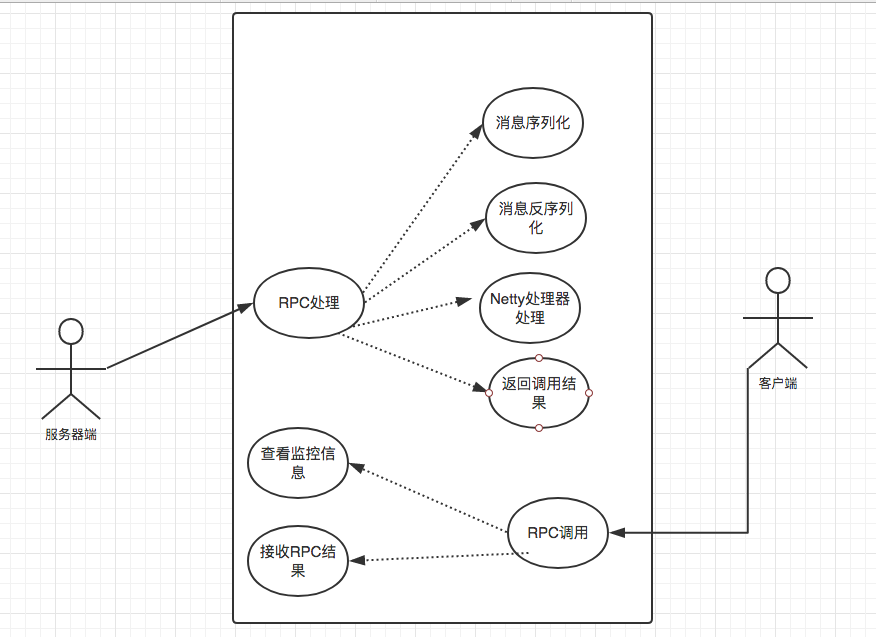 消息序列化
消息反序列
化
RPC处理
Netty处理器
处理
返回调用结
果
服务器端
客户端
查看监控信
息
RPC调用
接收RPC结
果